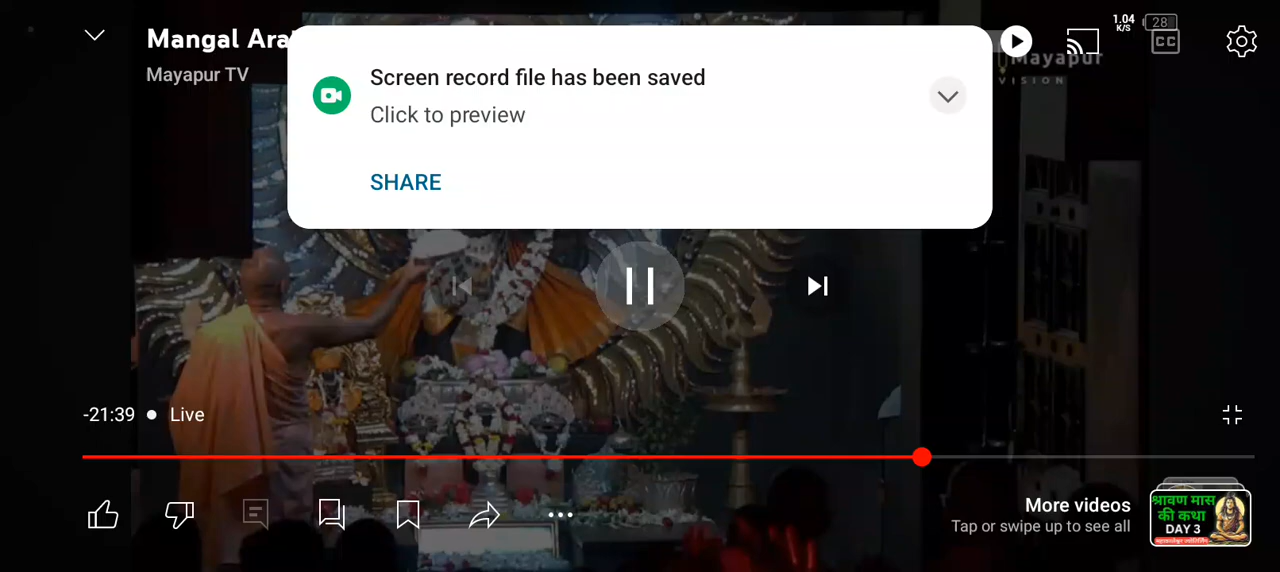 Mangal Ara
Mayapur TV
Screen record file has been saved
Click to preview
SHARE
1.04
K/S
28
CC
Mayapur
VISION
-21:39 • Live
More videos
Tap or swipe up to see all
श्रावण मास
की कथा
DAY 3